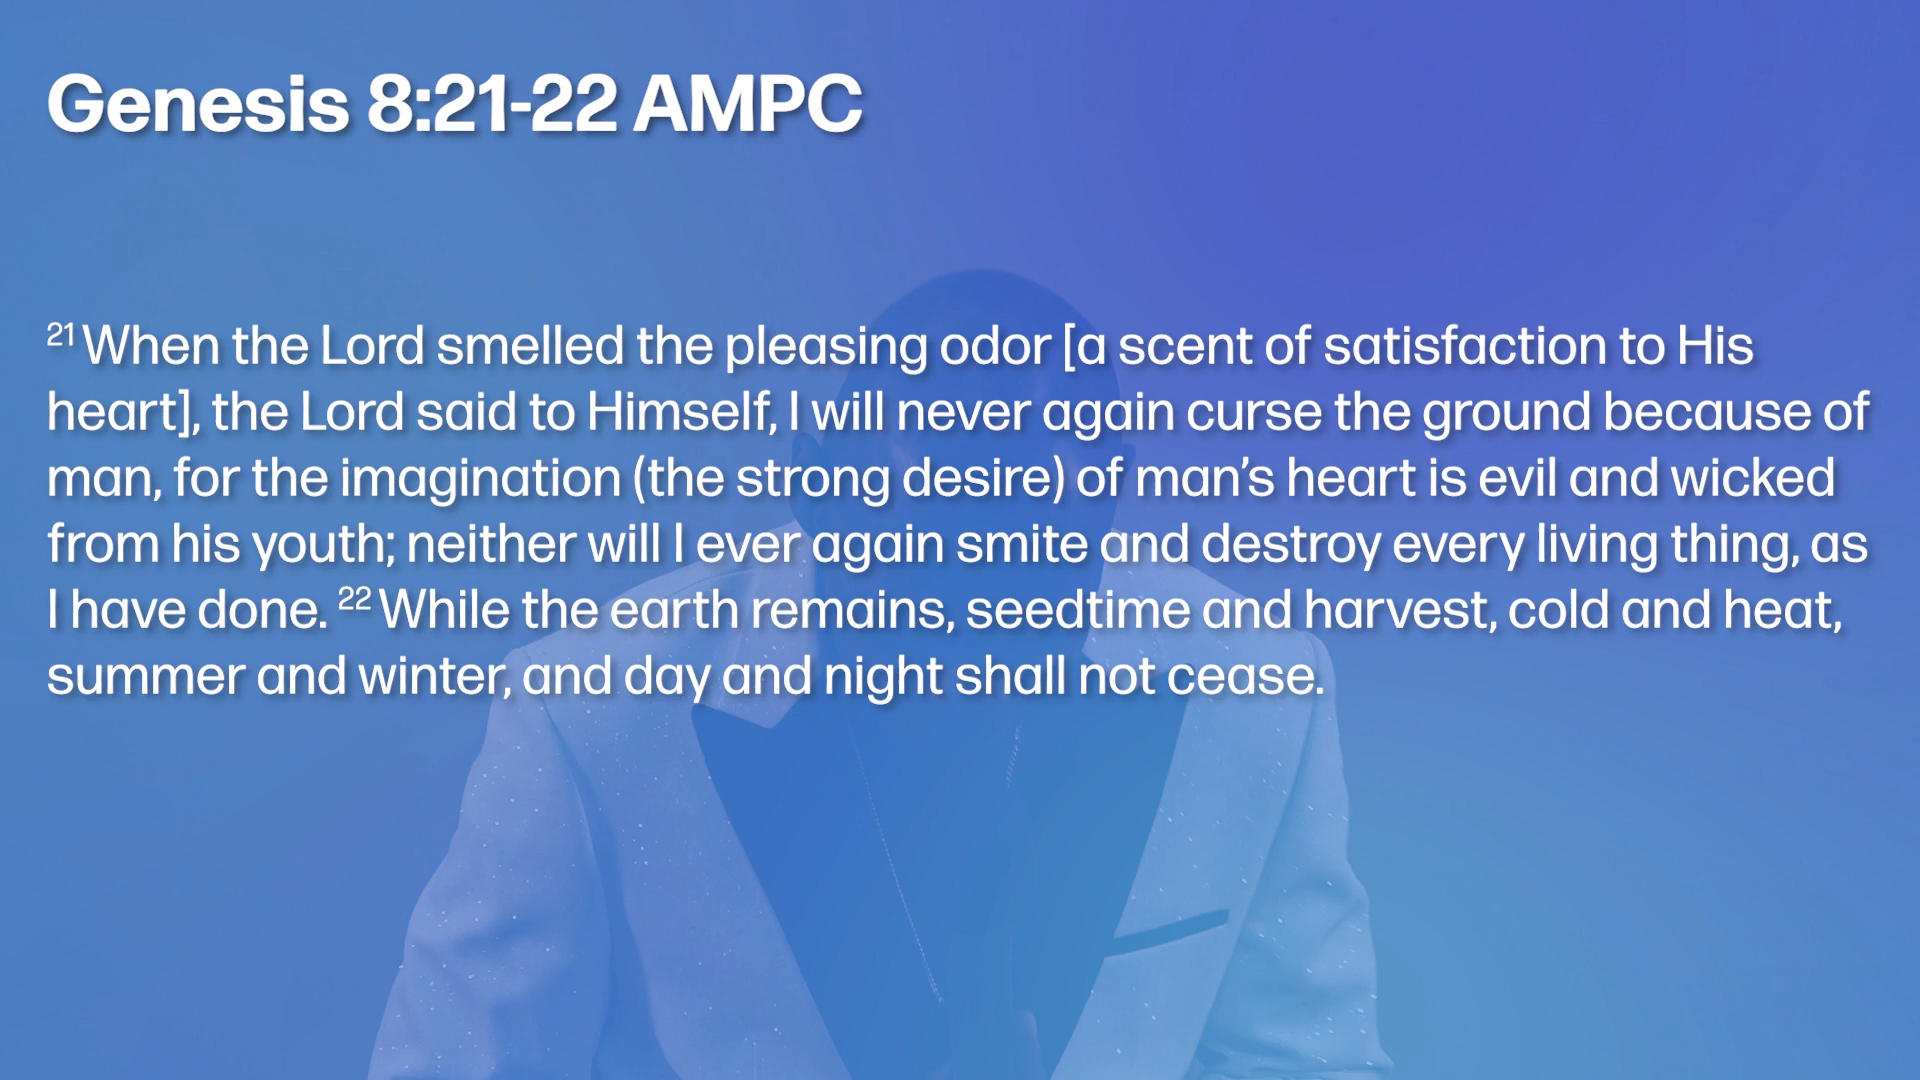 Genesis 8:21-22 AMPC
21 When the Lord smelled the pleasing odor [a scent of satisfaction to His
heart], the Lord said to Himself, I will never again curse the ground because of
man, for the imagination (the strong desire) of man’s heart is evil and wicked
from his youth; neither will I ever again smite and destroy every living thing, as
I have done. 22 While the earth remains, seedtime and harvest, cold and heat,
summer and winter, and day and night shall not cease.